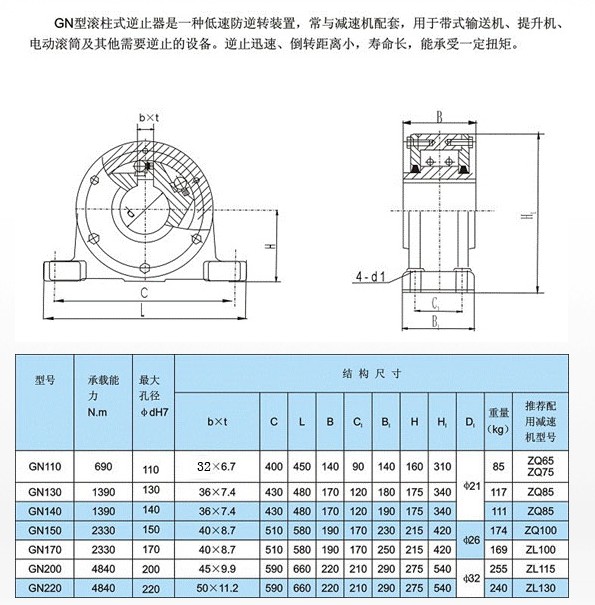 GN型滚柱式逆止器是一种低速防逆转装置，常与减速机配套，用于带式输送机、提升机、
电动滚筒及其他需要逆止的设备。逆止迅速、倒转距离小，寿命长，能承受一定扭矩。
b×t
B
d
H
H₁
4-d1
C
L
C₁
B₁
型号 承载能力 N.m 最大孔径 φdH7 结构尺寸 重量 (kg) 推荐配用减速机型号
b×t C L B C₁ B₁ H H₁ D₁
GN110 690 110 32×6.7 400 450 140 90 140 160 310 φ21 85 ZQ65 ZQ75
GN130 1390 130 36×7.4 430 480 170 120 180 175 340 117 ZQ85
GN140 1390 140 36×7.4 430 480 170 120 190 175 340 111 ZQ85
GN150 2330 150 40×8.7 510 580 190 170 230 215 420 φ26 174 ZQ100
GN170 2330 170 40×8.7 510 580 190 170 250 215 420 169 ZL100
GN200 4840 200 45×9.9 590 660 220 210 290 275 540 φ32 255 ZL115
GN220 4840 220 50×11.2 590 660 220 210 290 275 540 240 ZL130